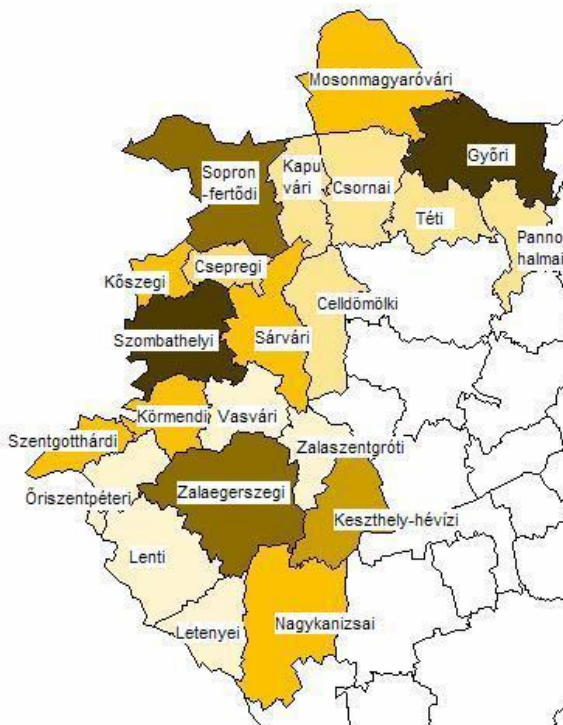 Mosonmagyaróvári
Győri
Sopron
-fertődi
Kapu
vári
Csornai
Téti
Panno
halmai
Csepregi
Kőszegi
Celldömölki
Szombathelyi
Sárvári
Körmendi
Vasvári
Szentgotthárdi
Zalaszentgróti
Őriszentpéteri
Zalaegerszegi
Keszthely-hévízi
Lenti
Letenyei
Nagykanizsai